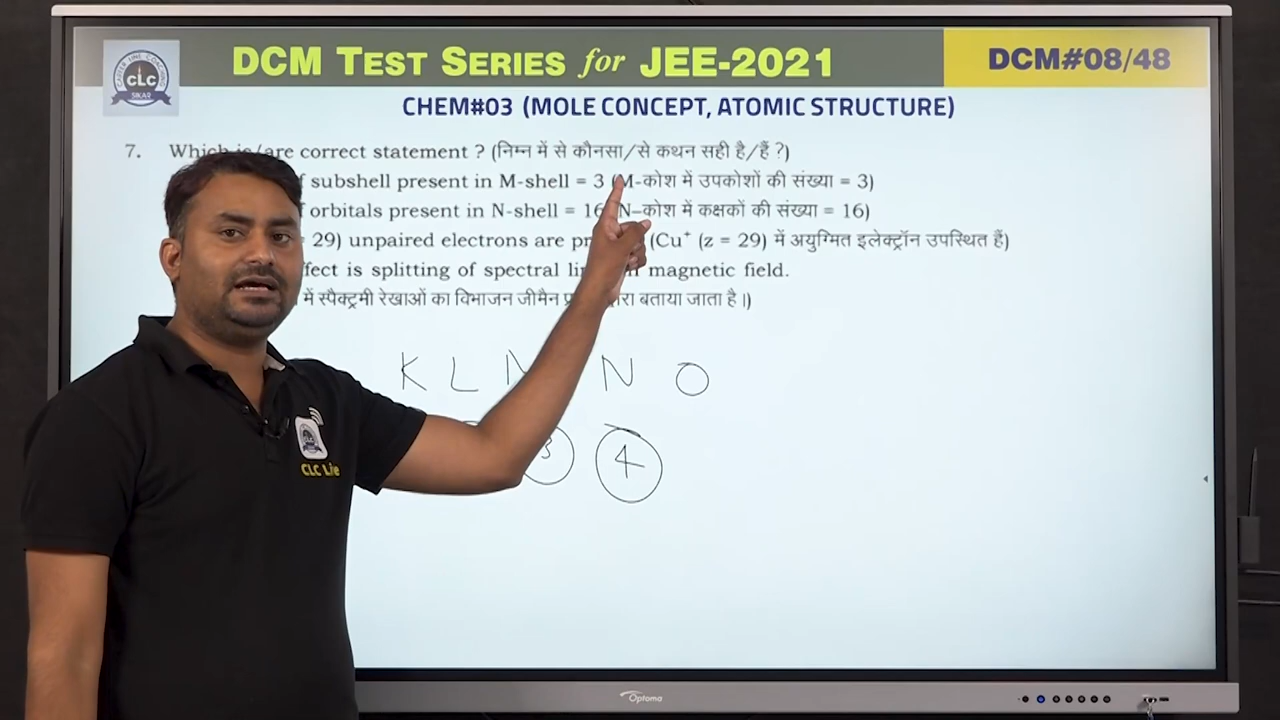 DCM TEST SERIES for JEE-2021
DCM#08/48
CLC
SIKAR
CHEM#03 (MOLE CONCEPT, ATOMIC STRUCTURE)
7. Which is/are correct statement ? (निम्न में से कौनसा/से कथन सही है/हैं ?)
subshell present in M-shell = 3 (M-कोश में उपकोशों की संख्या = 3)
orbitals present in N-shell = 16 N–कोश में कक्षकों की संख्या = 16)
= 29) unpaired electrons are (Cu⁺ (z = 29) में अयुग्मित इलेक्ट्रॉन उपस्थित हैं)
is splitting of spectral magnetic field.
में स्पैक्ट्रमी रेखाओं का विभाजन जीमैन बताया जाता है।)
K L M N O
3 4
CLC
CLC Live
Optoma